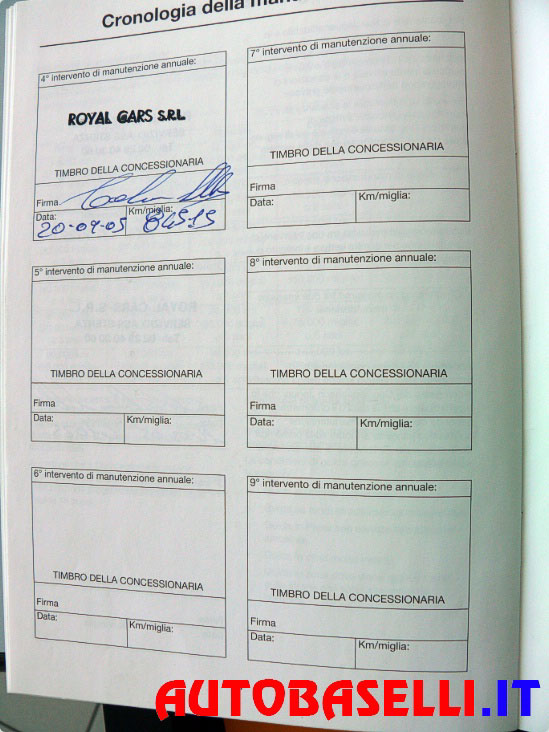 Cronologia della
4° intervento di manutenzione annuale:
ROYAL CARS S.R.L.
TIMBRO DELLA CONCESSIONARIA
Firma
Data: Km/miglia:
20-09-05 84515
5° intervento di manutenzione annuale:
TIMBRO DELLA CONCESSIONARIA
Firma
Data: Km/miglia:
6° intervento di manutenzione annuale:
TIMBRO DELLA CONCESSIONARIA
Firma
Data: Km/miglia:
7° intervento di manutenzione annuale:
TIMBRO DELLA CONCESSIONARIA
Firma
Data: Km/miglia:
8° intervento di manutenzione annuale:
TIMBRO DELLA CONCESSIONARIA
Firma
Data: Km/miglia:
9° intervento di manutenzione annuale:
TIMBRO DELLA CONCESSIONARIA
Firma
Data: Km/miglia:
AUTOBASELLI.IT